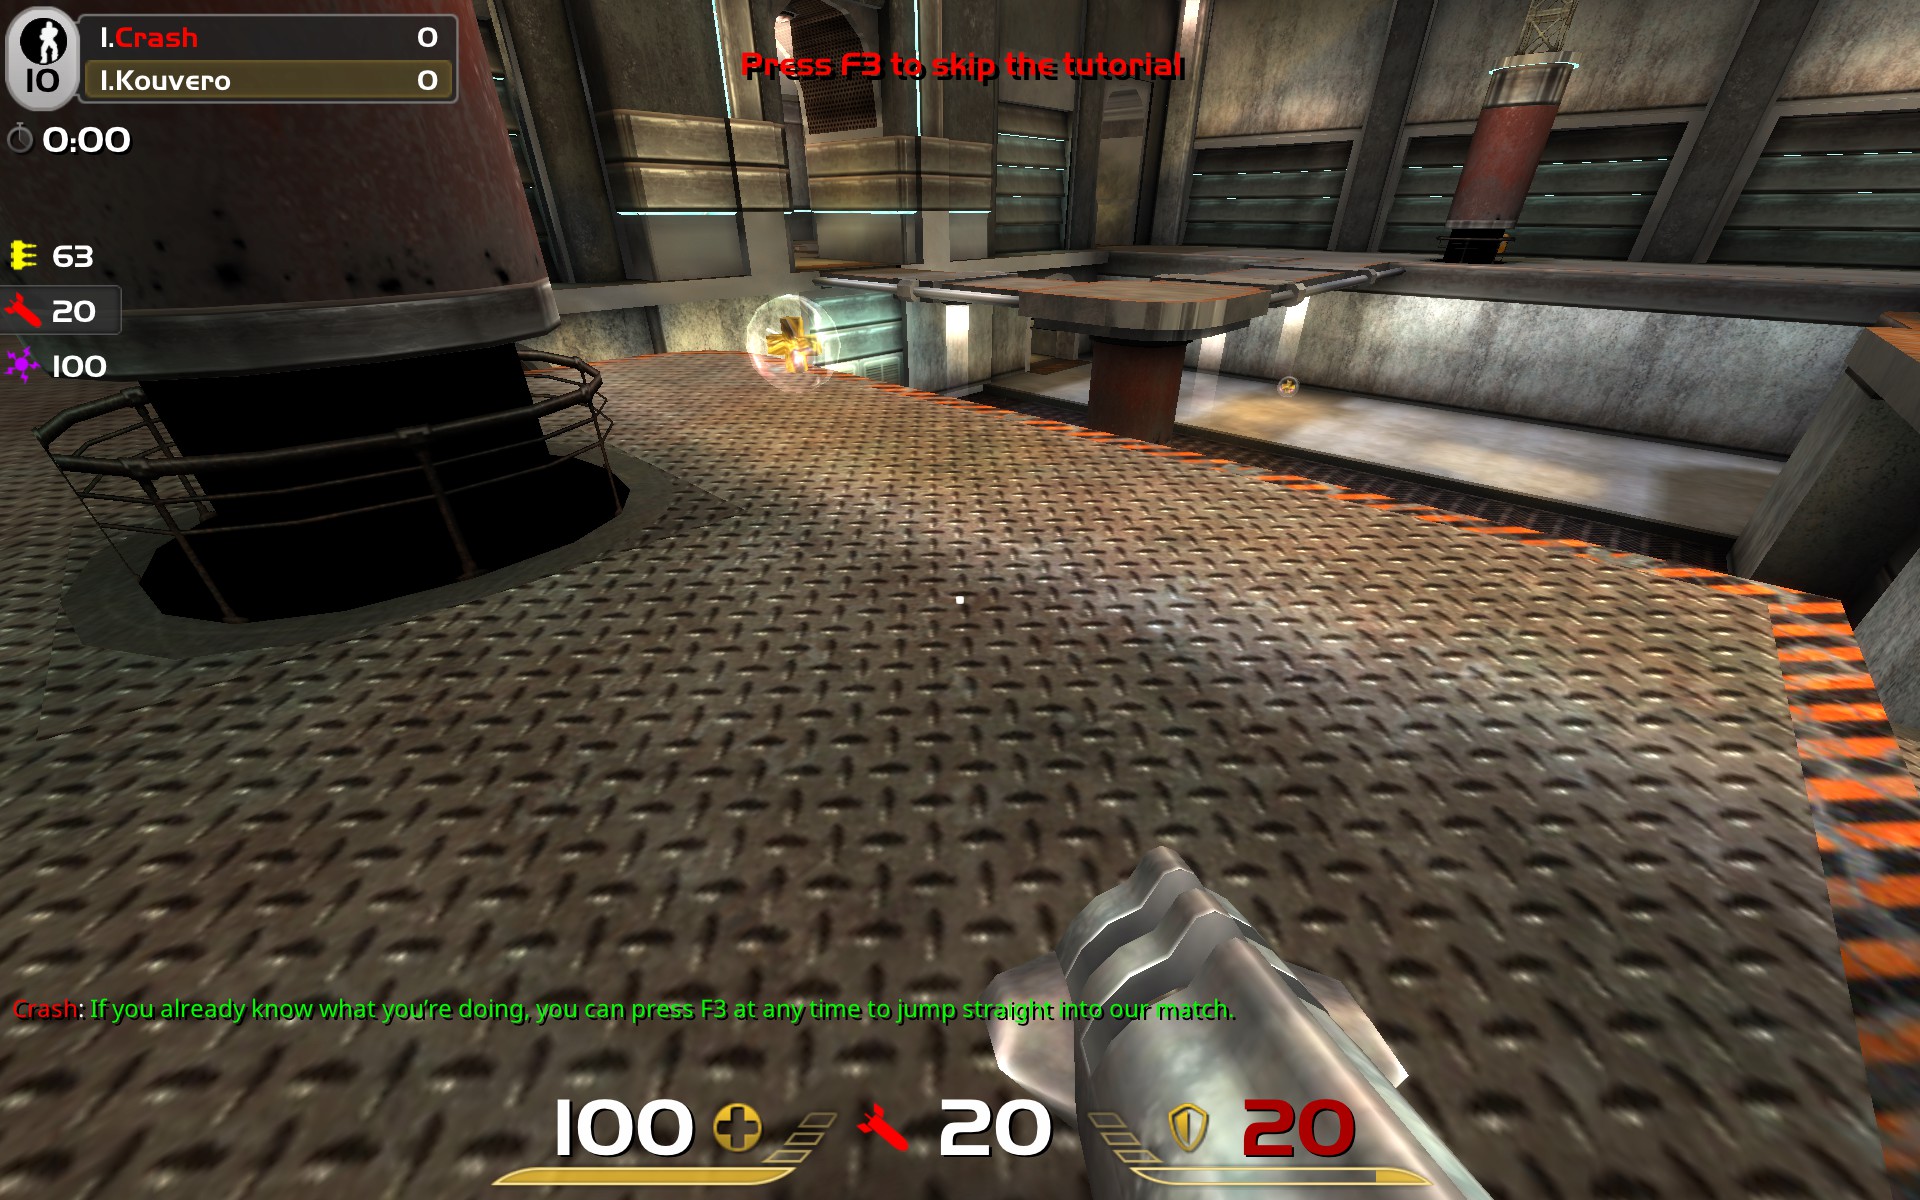 1.Crash 0
10
1.Kouvero 0
Press F3 to skip the tutorial
0:00
63
20
100
Crash: If you already know what you're doing, you can press F3 at any time to jump straight into our match.
100 20 20